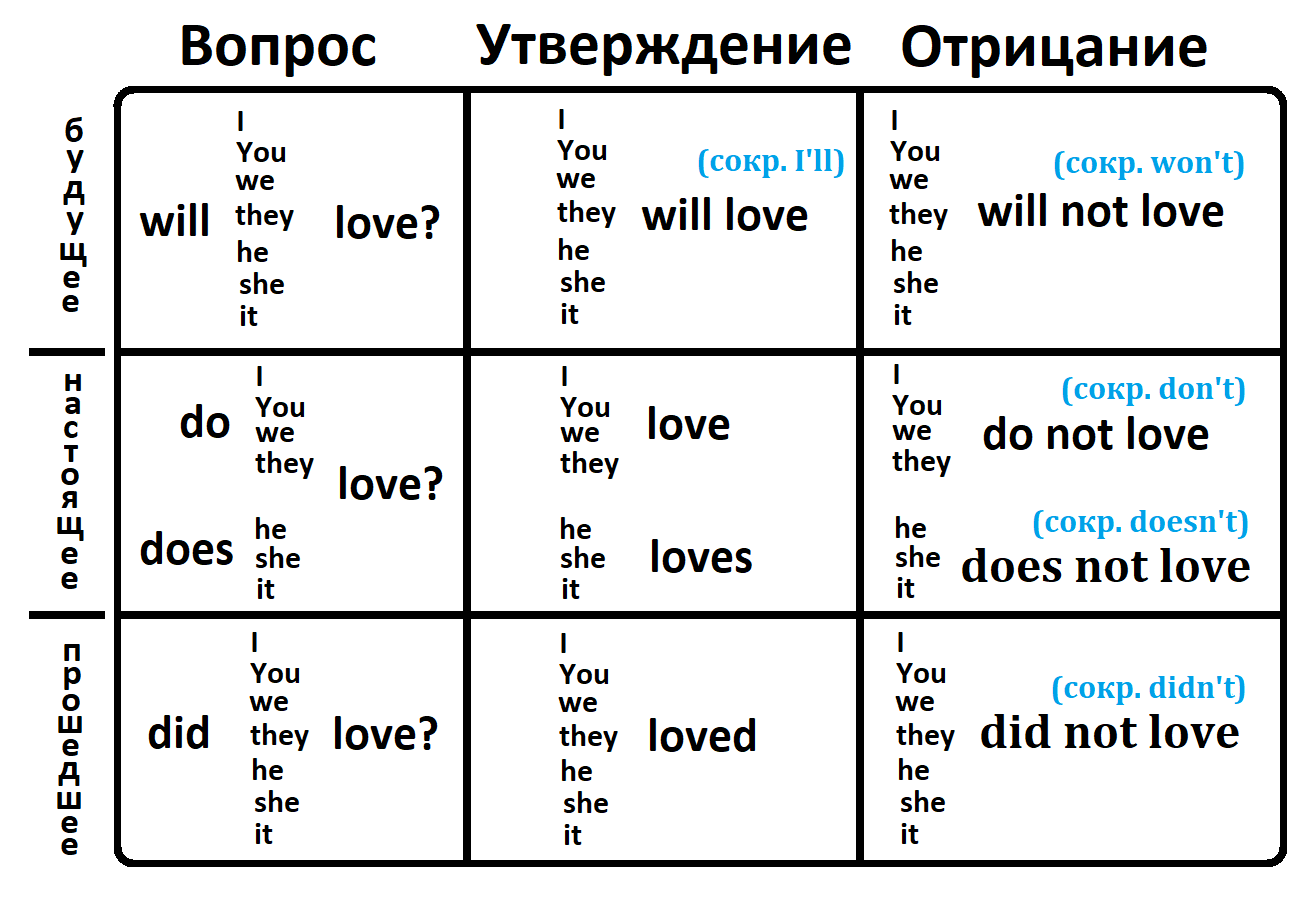 Вопрос Утверждение Отрицание
будущее
will
I
You
we
they
he
she
it
love?
I
You
we
they
he
she
it
(сокр. I'll)
will love
I
You
we
they
he
she
it
(сокр. won't)
will not love
настоящее
do
I
You
we
they
love?
does
he
she
it
I
You
we
they
love
he
she
it
loves
I
You
we
they
(сокр. don't)
do not love
he
she
it
(сокр. doesn't)
does not love
прошедшее
did
I
You
we
they
he
she
it
love?
I
You
we
they
he
she
it
loved
I
You
we
they
he
she
it
(сокр. didn't)
did not love